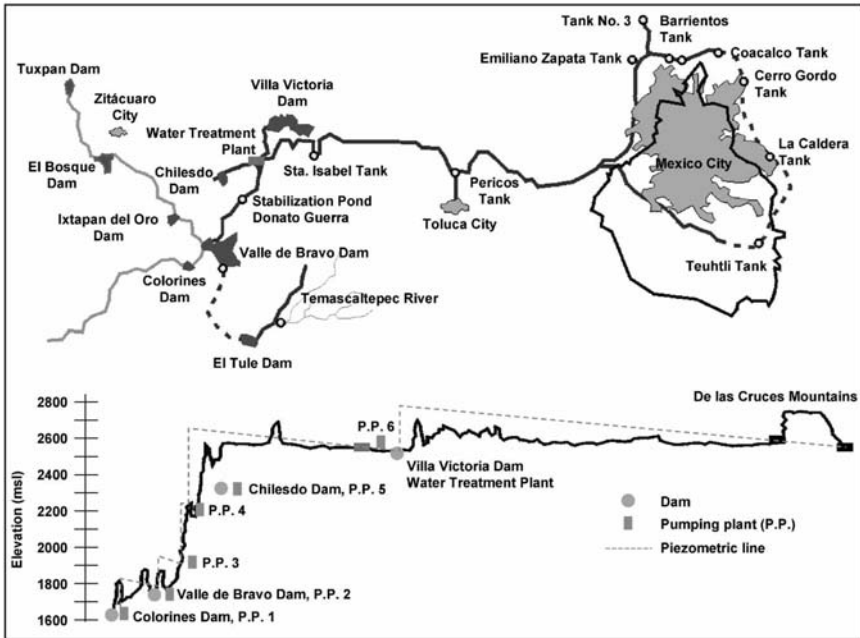 Tank No. 3
Barrientos
Tank
Emiliano Zapata Tank
Coacalco Tank
Tuxpan Dam
Zitácuaro
City
Villa Victoria
Dam
Cerro Gordo
Tank
Water Treatment
Plant
La Caldera
Tank
El Bosque
Dam
Chilesdo
Dam
Sta. Isabel Tank
Mexico City
Pericos
Tank
Stabilization Pond
Donato Guerra
Toluca City
Ixtapan del Oro
Dam
Valle de Bravo Dam
Teuhtli Tank
Colorines
Dam
Temascaltepec River
El Tule Dam
Elevation (msl)
2800
2600
2400
2200
2000
1800
1600
De las Cruces Mountains
P.P. 6
Villa Victoria Dam
Water Treatment Plant
Chilesdo Dam, P.P. 5
P.P. 4
P.P. 3
Valle de Bravo Dam, P.P. 2
Colorines Dam, P.P. 1
Dam
Pumping plant (P.P.)
Piezometric line